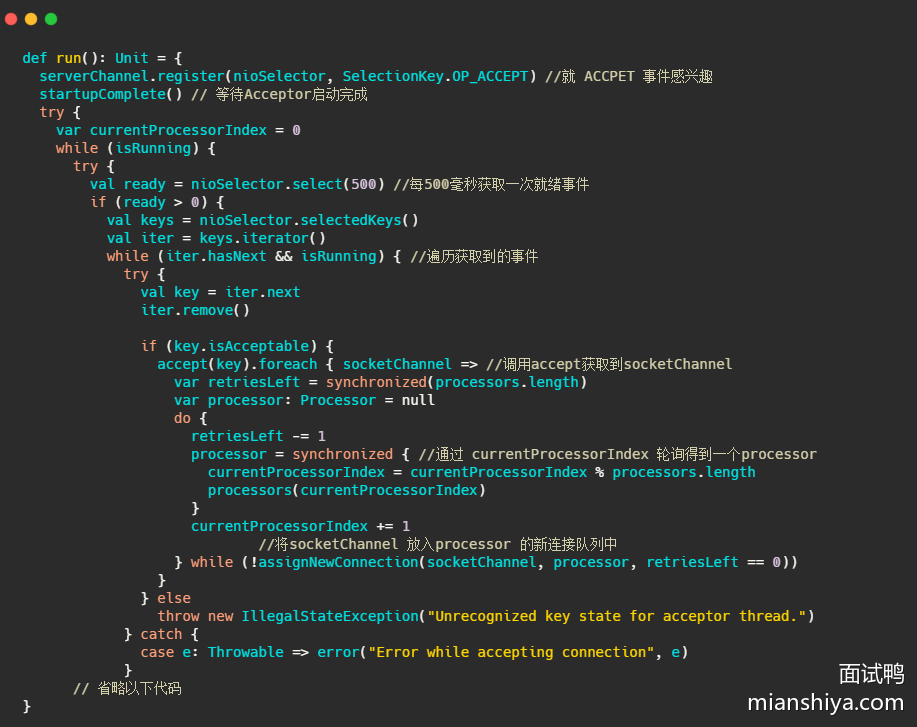 def run(): Unit = {
  serverChannel.register(nioSelector, SelectionKey.OP_ACCEPT) //就 ACCPET 事件感兴趣
  startupComplete() // 等待Acceptor启动完成
  try {
    var currentProcessorIndex = 0
    while (isRunning) {
      try {
        val ready = nioSelector.select(500) //每500毫秒获取一次就绪事件
        if (ready > 0) {
          val keys = nioSelector.selectedKeys()
          val iter = keys.iterator()
          while (iter.hasNext && isRunning) { //遍历获取到的事件
            try {
              val key = iter.next
              iter.remove()

              if (key.isAcceptable) {
                accept(key).foreach { socketChannel => //调用accept获取到socketChannel
                  var retriesLeft = synchronized(processors.length)
                  var processor: Processor = null
                  do {
                    retriesLeft -= 1
                    processor = synchronized { //通过 currentProcessorIndex 轮询得到一个processor
                      currentProcessorIndex = currentProcessorIndex % processors.length
                      processors(currentProcessorIndex)
                    }
                    currentProcessorIndex += 1
                            //将socketChannel 放入processor 的新连接队列中
                  } while (!assignNewConnection(socketChannel, processor, retriesLeft == 0))
                }
              } else
                throw new IllegalStateException("Unrecognized key state for acceptor thread.")
            } catch {
              case e: Throwable => error("Error while accepting connection", e)
            }
      // 省略以下代码
}
面试鸭
mianshiya.com